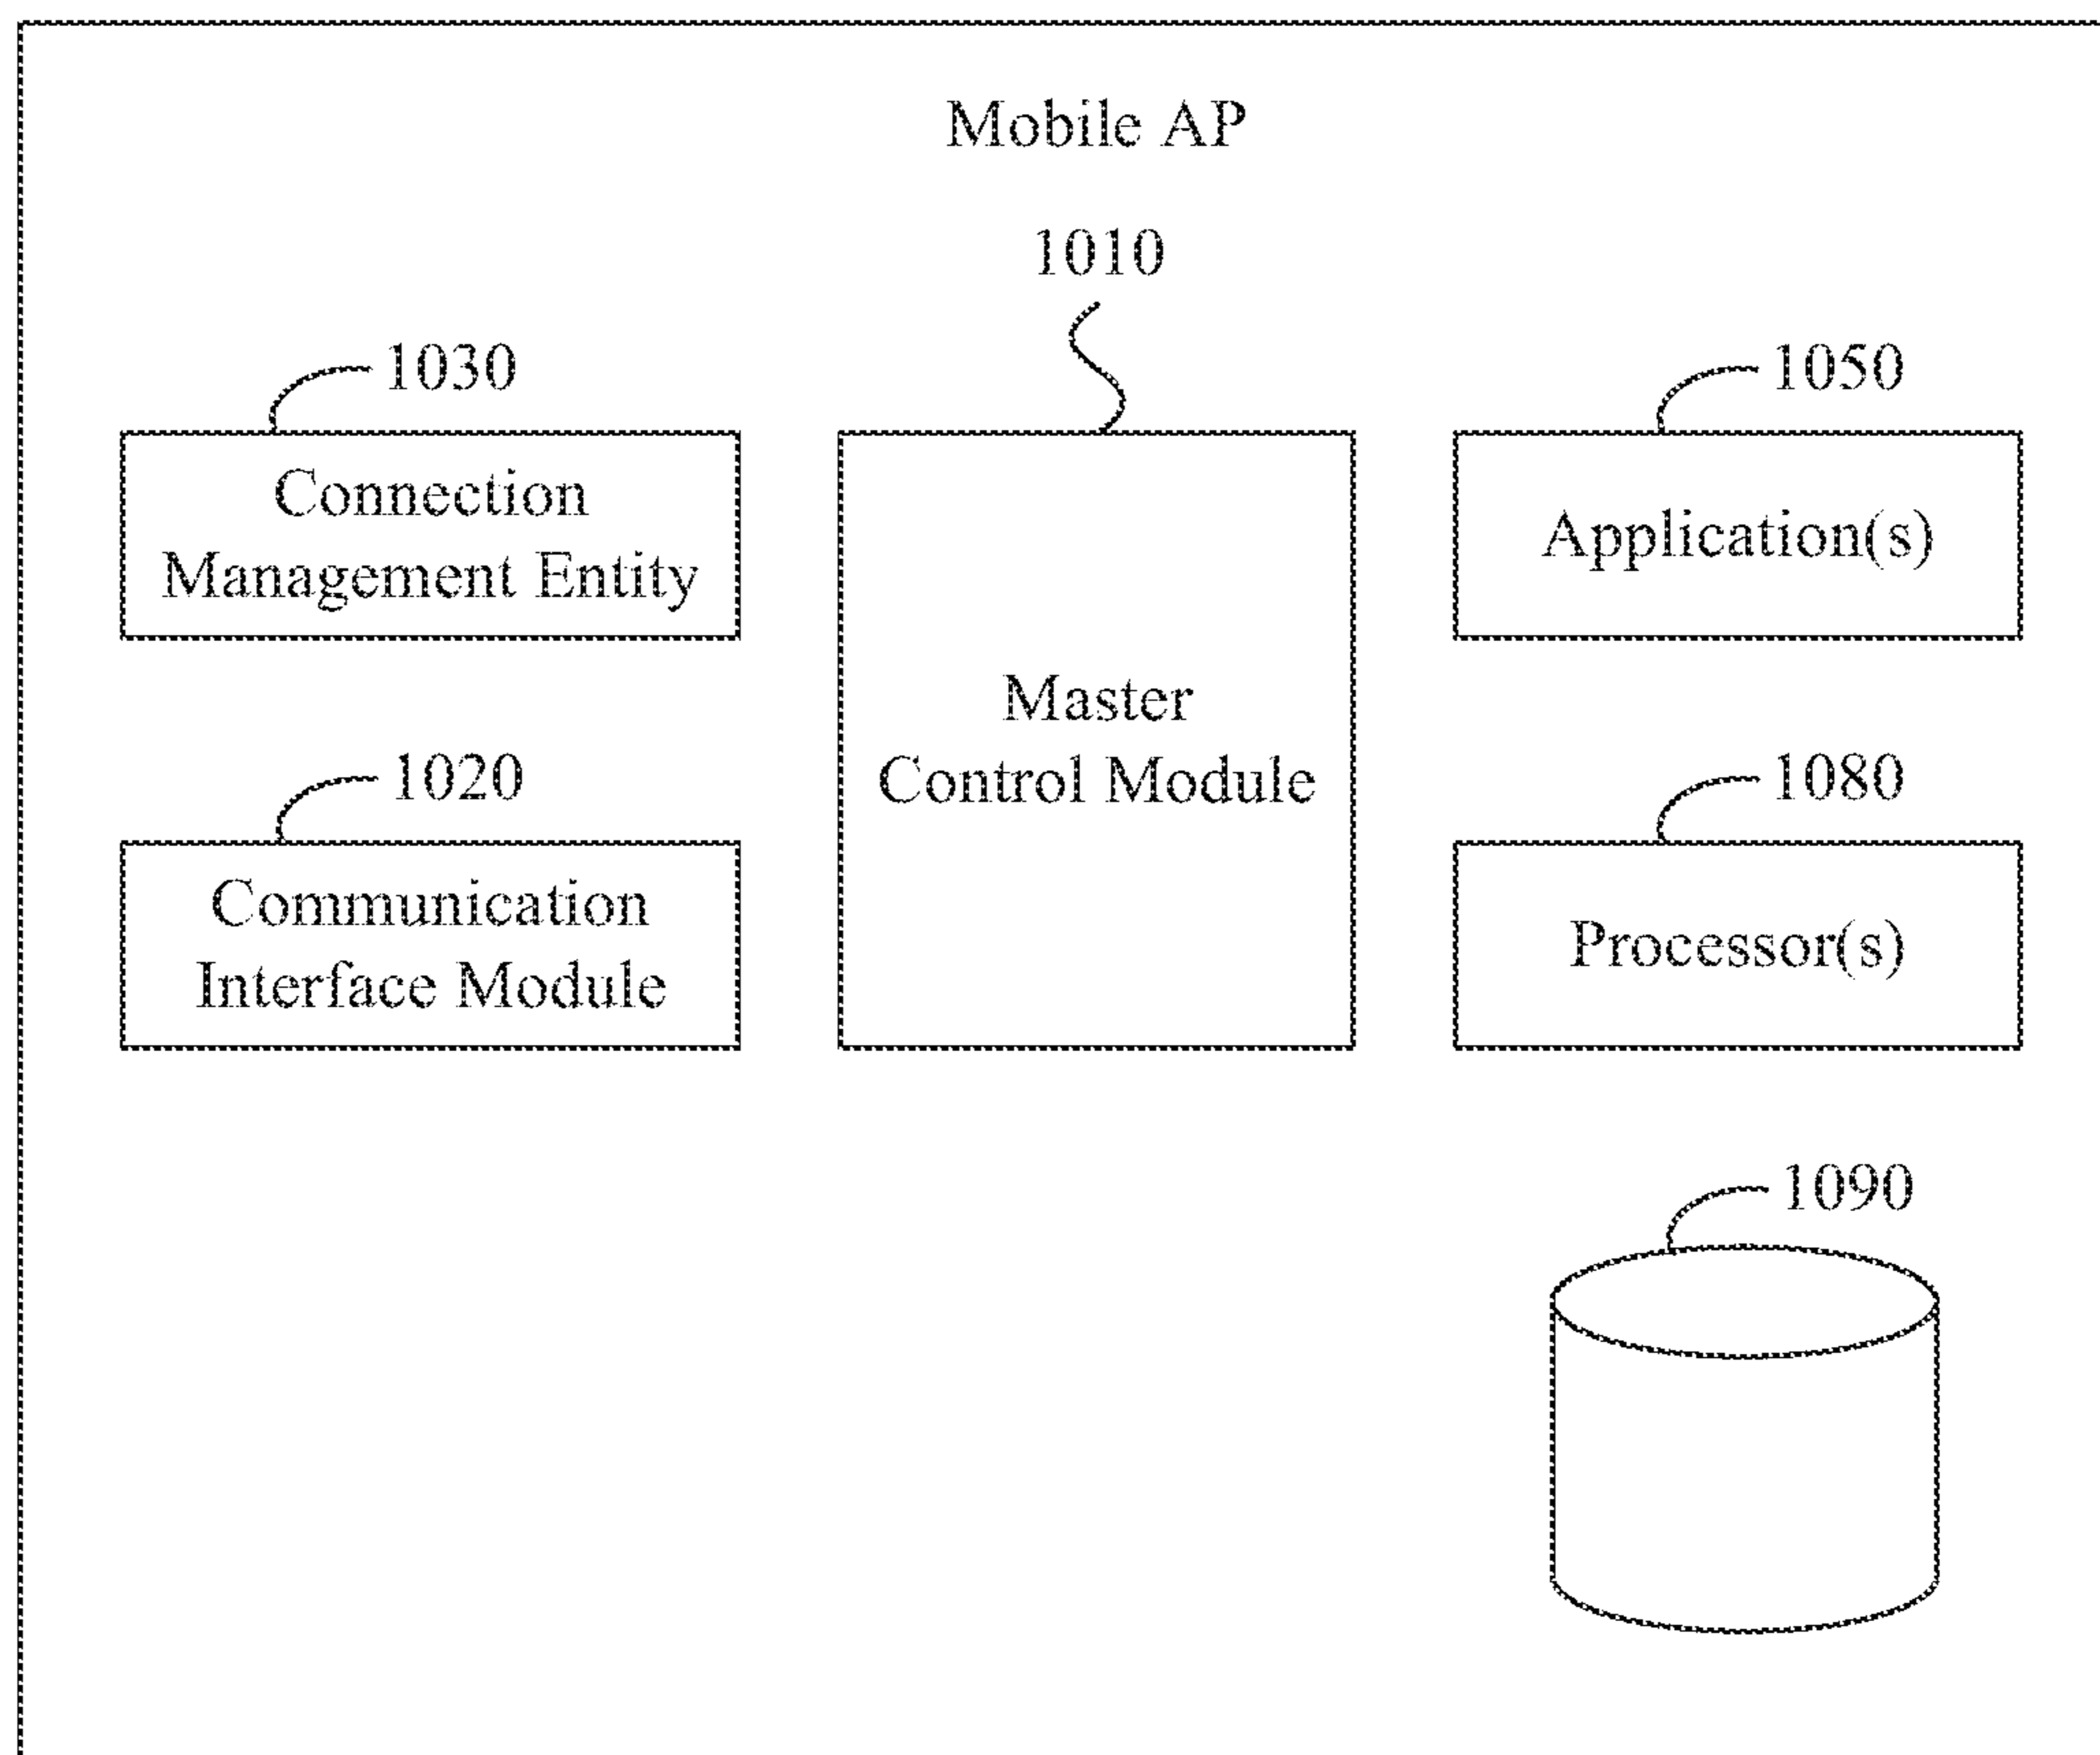 Mobile AP
1010
1030
1050
Connection
Management Entity
Application(s)
Master
Control Module
1020
1080
Communication
Interface Module
Processor(s)
1090